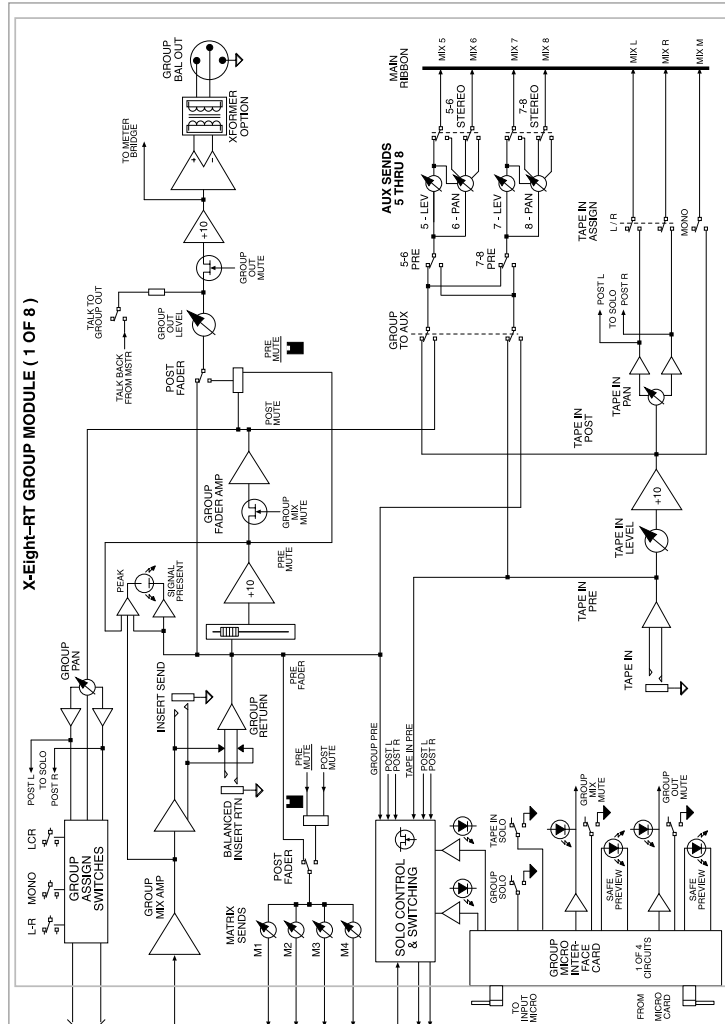 X-Eight–RT GROUP MODULE ( 1 OF 8 )
GROUP
BAL OUT
XFORMER
OPTION
TO METER
BRIDGE
+
–
+10
GROUP
OUT
MUTE
TALK TO
GROUP OUT
TALK BACK
FROM MSTR
GROUP
OUT
LEVEL
POST
FADER
PRE
MUTE
POST
MUTE
GROUP
FADER AMP
GROUP
MIX
MUTE
PRE
MUTE
+10
PEAK
SIGNAL
PRESENT
GROUP
PAN
POST L
TO SOLO
POST R
LCR
MONO
L-R
GROUP
ASSIGN
SWITCHES
INSERT SEND
GROUP
RETURN
BALANCED
INSERT RTN
GROUP
MIX AMP
PRE
FADER
PRE
MUTE
POST
MUTE
POST
FADER
MATRIX
SENDS
M1
M2
M3
M4
MAIN
RIBBON
MIX 5
MIX 6
MIX 7
MIX 8
MIX L
MIX R
MIX M
5-6
STEREO
7-8
STEREO
AUX SENDS
5 THRU 8
5 - LEV
6 - PAN
7 - LEV
8 - PAN
5-6
PRE
7-8
PRE
GROUP
TO AUX
TAPE IN
ASSIGN
L / R
MONO
POST L
TO SOLO
POST R
TAPE IN
PAN
TAPE IN
POST
+10
TAPE IN
LEVEL
TAPE IN
PRE
TAPE IN
GROUP PRE
POST L
POST R
TAPE IN PRE
POST L
POST R
SOLO CONTROL
& SWITCHING
TAPE IN
SOLO
GROUP
SOLO
GROUP
MIX
MUTE
SAFE
PREVIEW
GROUP
OUT
MUTE
SAFE
PREVIEW
GROUP
MICRO
INTER-
FACE
CARD
1 OF 4
CIRCUITS
TO
INPUT
MICRO
FROM
MICRO
CARD